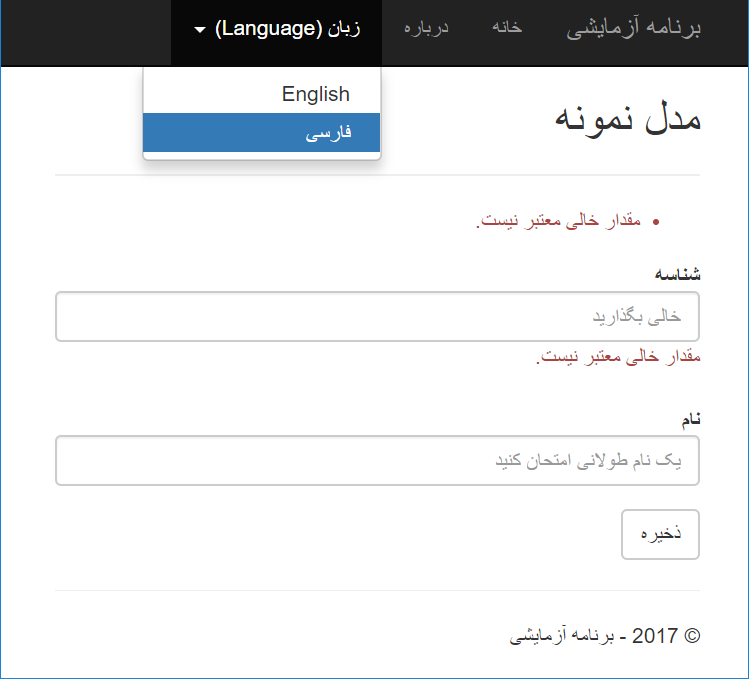 برنامه آزمایشی
خانه
درباره
زبان (Language)
English
فارسی
مدل نمونه
• مقدار خالی معتبر نیست.
شناسه
خالی بگذارید
مقدار خالی معتبر نیست.
نام
یک نام طولانی امتحان کنید
ذخیره
© 2017 - برنامه آزمایشی